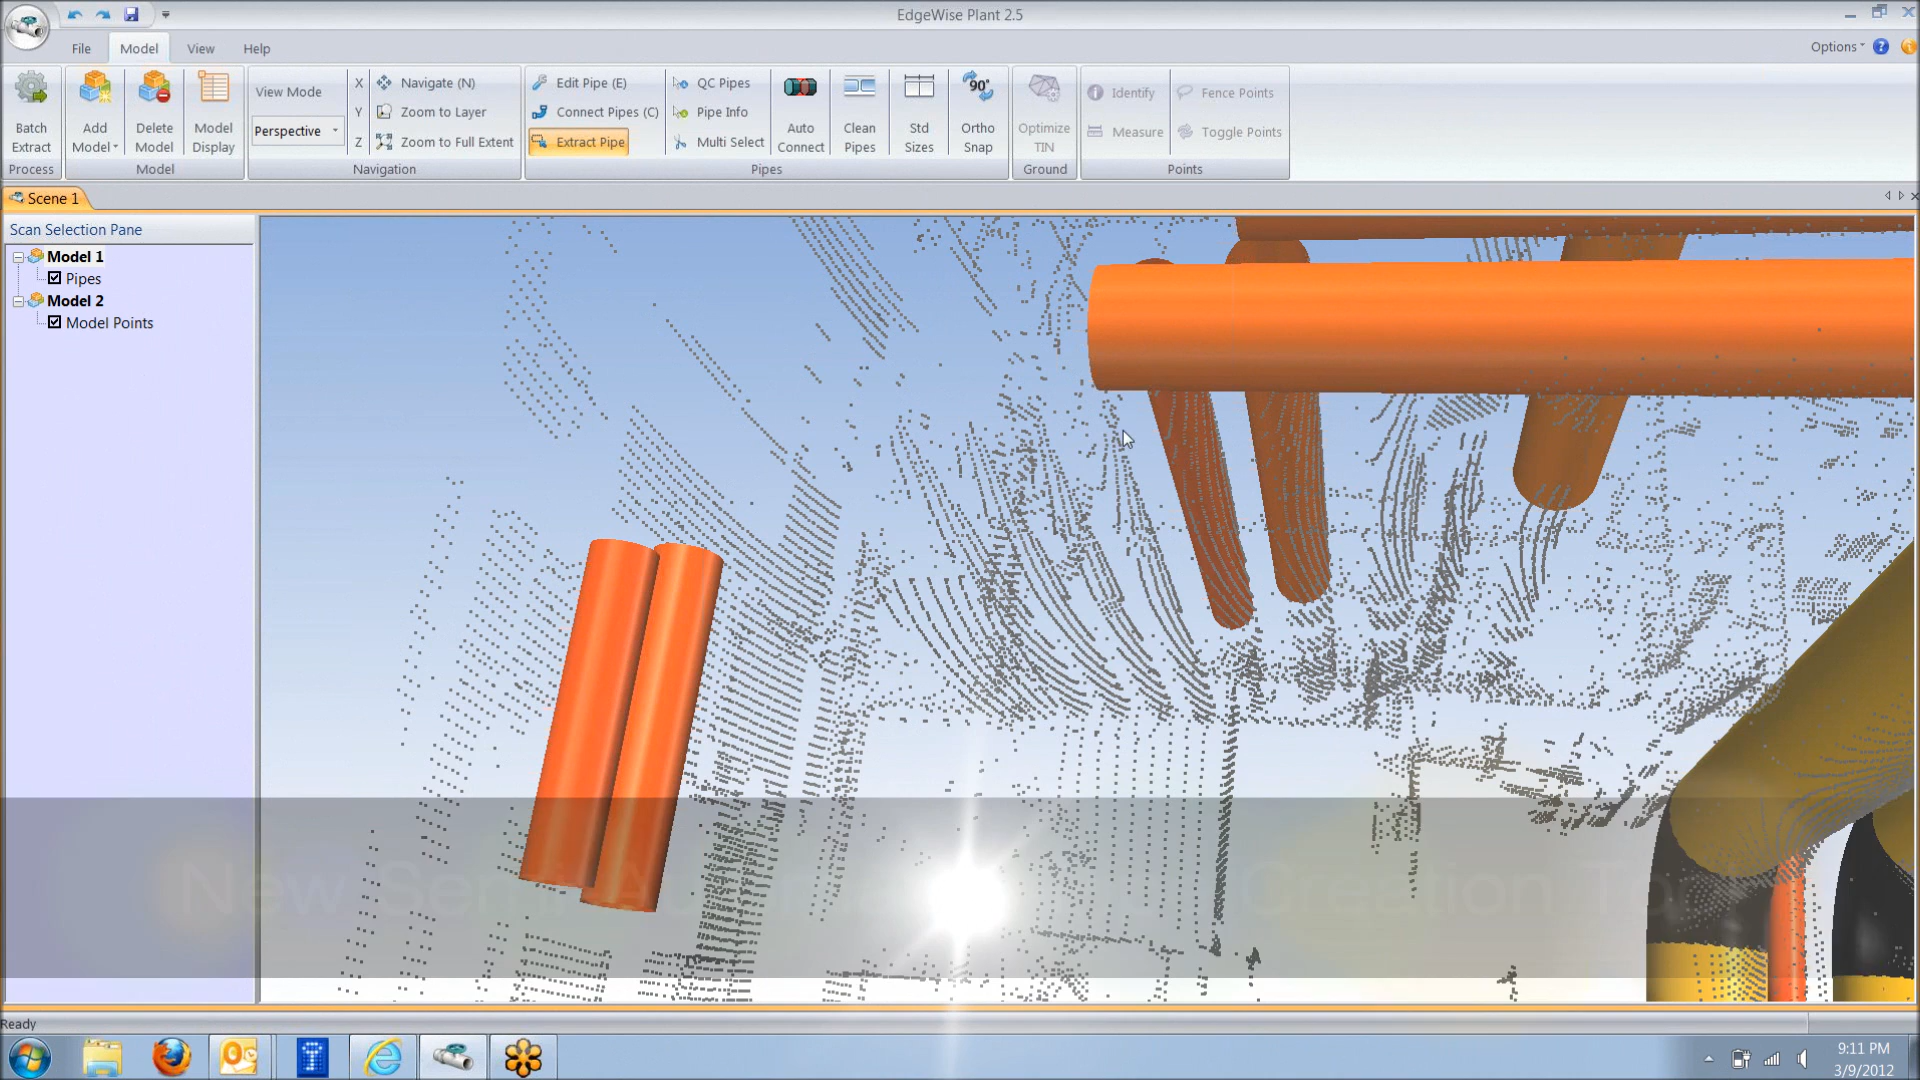 EdgeWise Plant 2.5
File Model View Help
Options
Batch Extract
Process
Add Model
Delete Model
Model Display
Model
View Mode
Perspective
X
Y
Z
Navigate (N)
Zoom to Layer
Zoom to Full Extent
Navigation
Edit Pipe (E)
Connect Pipes (C)
Extract Pipe
QC Pipes
Pipe Info
Multi Select
Auto Connect
Clean Pipes
Std Sizes
90°
Ortho Snap
Pipes
Optimize TIN
Ground
Identify
Measure
Fence Points
Toggle Points
Points
Scene 1
Scan Selection Pane
Model 1
Pipes
Model 2
Model Points
New Creation
Ready
9:11 PM
3/9/2012